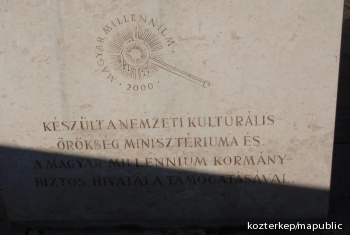 MAGYAR MILLENNIUM
· 2000 ·
KÉSZÜLT A NEMZETI KULTURÁLIS
ÖRÖKSÉG MINISZTÉRIUMA ÉS
A MAGYAR MILLENNIUM KORMÁNY-
BIZTOS HIVATALA TÁMOGATÁSÁVAL
kozterkep/mapublic